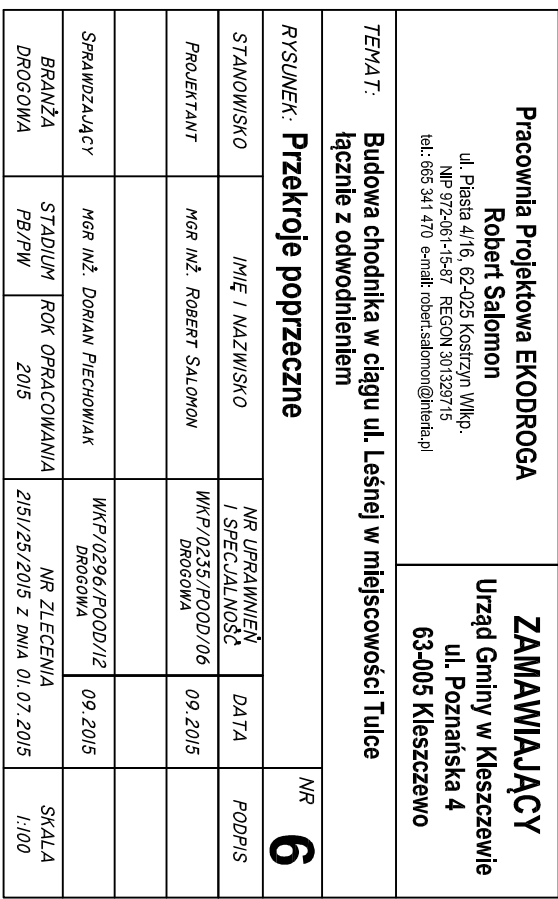 Pracownia Projektowa EKODROGA
Robert Salomon
ul. Piasta 4/16, 62-025 Kostrzyn Wlkp.
NIP 972-061-15-87 REGON 301329715
tel.: 665 341 470 e-mail: robert.salomon@interia.pl
ZAMAWIAJĄCY
Urząd Gminy w Kleszczewie
ul. Poznańska 4
63-005 Kleszczewo
TEMAT: Budowa chodnika w ciągu ul. Leśnej w miejscowości Tulce
łącznie z odwodnieniem
RYSUNEK: Przekroje poprzeczne
NR 6
STANOWISKO IMIĘ I NAZWISKO NR UPRAWNIEŃ I SPECJALNOŚĆ DATA PODPIS
PROJEKTANT MGR INŻ. ROBERT SALOMON WKP/0235/POOD/06 DROGOWA 09.2015
SPRAWDZAJĄCY MGR INŻ. DORIAN PIECHOWIAK WKP/0296/POOD/12 DROGOWA 09.2015
BRANŻA STADIUM ROK OPRACOWANIA NR ZLECENIA SKALA
DROGOWA PB/PW 2015 2151/25/2015 Z DNIA 01.07.2015 1:100